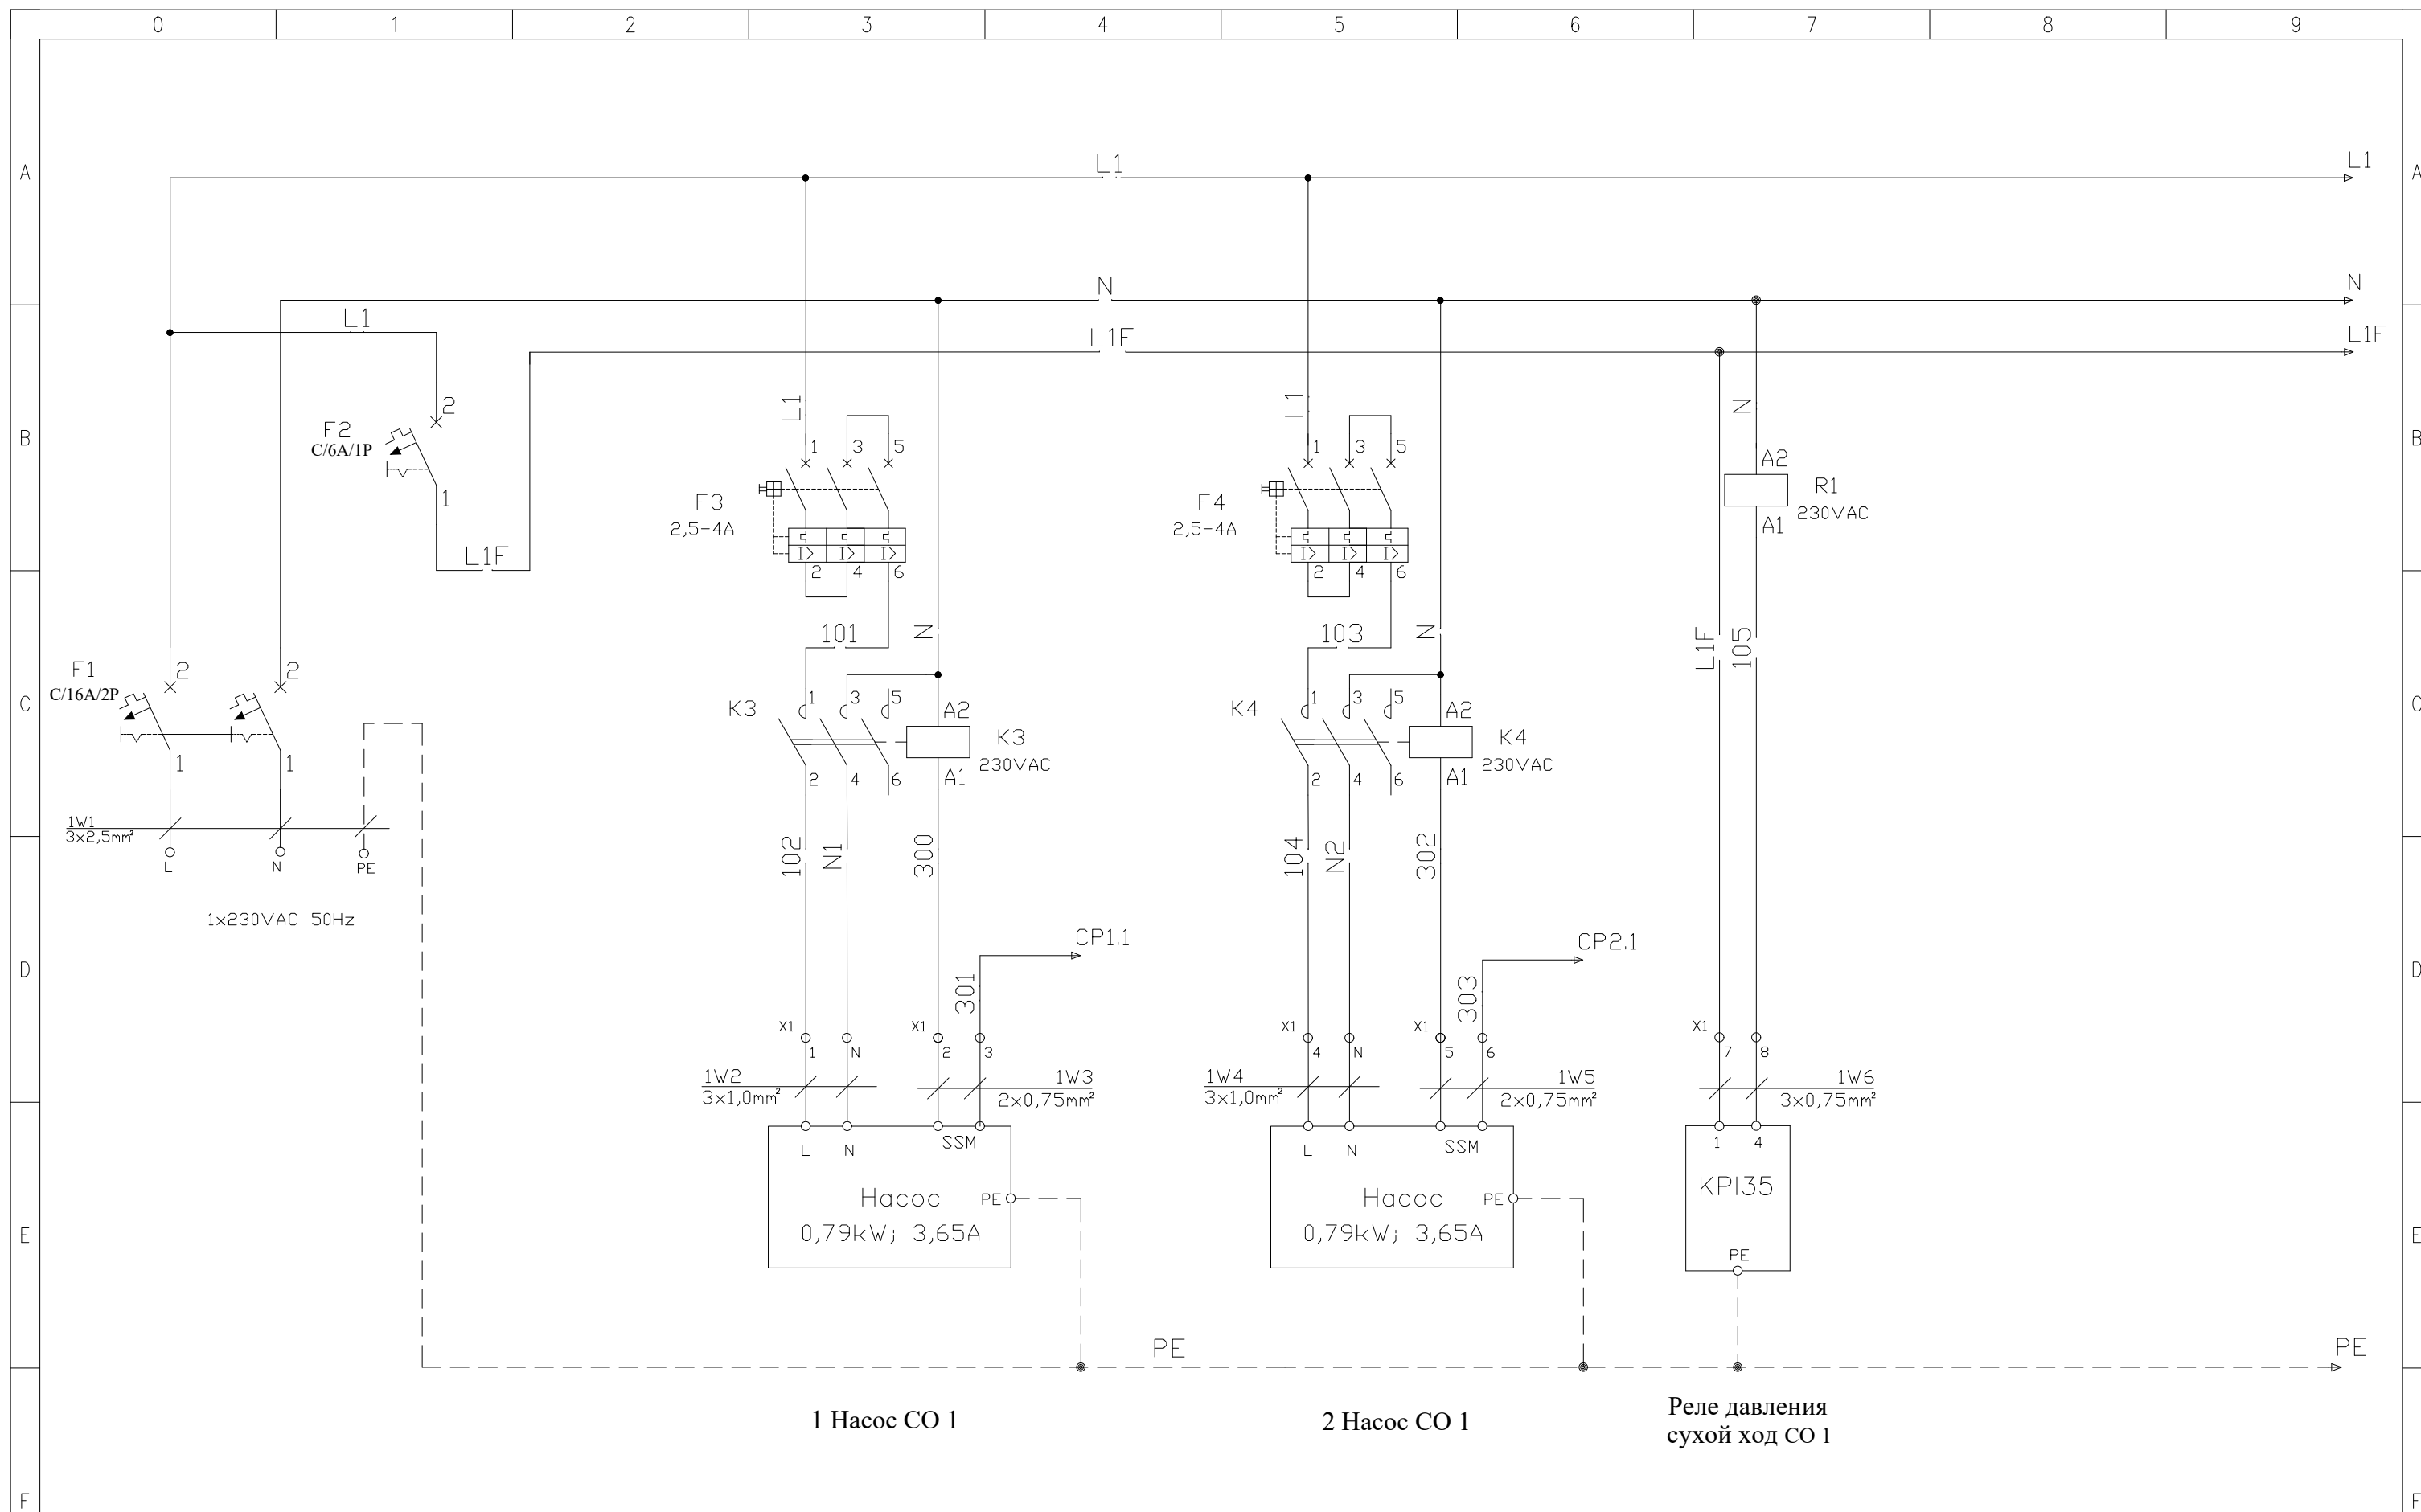 0 1 2 3 4 5 6 7 8 9
A L1 L1 A
N N
L1 L1F L1F
L1 L1 N
B F2 2 B
C/6A/1P
1 3 5 1 3 5
A2
F3 F4 R1
2,5-4A 2,5-4A 230VAC
1 A1
I> I> I> I> I> I>
L1F 2 4 6 2 4 6
101 N 103 N L1F 105
F1 2 2
C/16A/2P
C K3 1 3 5 A2 K4 1 3 5 A2 C
K3 K4
230VAC 230VAC
1 1 2 4 6 A1 2 4 6 A1
1W1
3x2,5mm²
L N PE
102 N1 300 104 N2 302
1x230VAC 50Hz
CP1.1 CP2.1
D 301 303 D
X1 X1 X1 X1 X1
1 N 2 3 4 N 5 6 7 8
1W2 1W3 1W4 1W5 1W6
3x1,0mm² 2x0,75mm² 3x1,0mm² 2x0,75mm² 3x0,75mm²
L N SSM L N SSM 1 4
Насос PE Насос PE KPI35
E 0,79kW; 3,65A 0,79kW; 3,65A E
PE
PE PE
1 Насос СО 1 2 Насос СО 1 Реле давления
сухой ход СО 1
F F